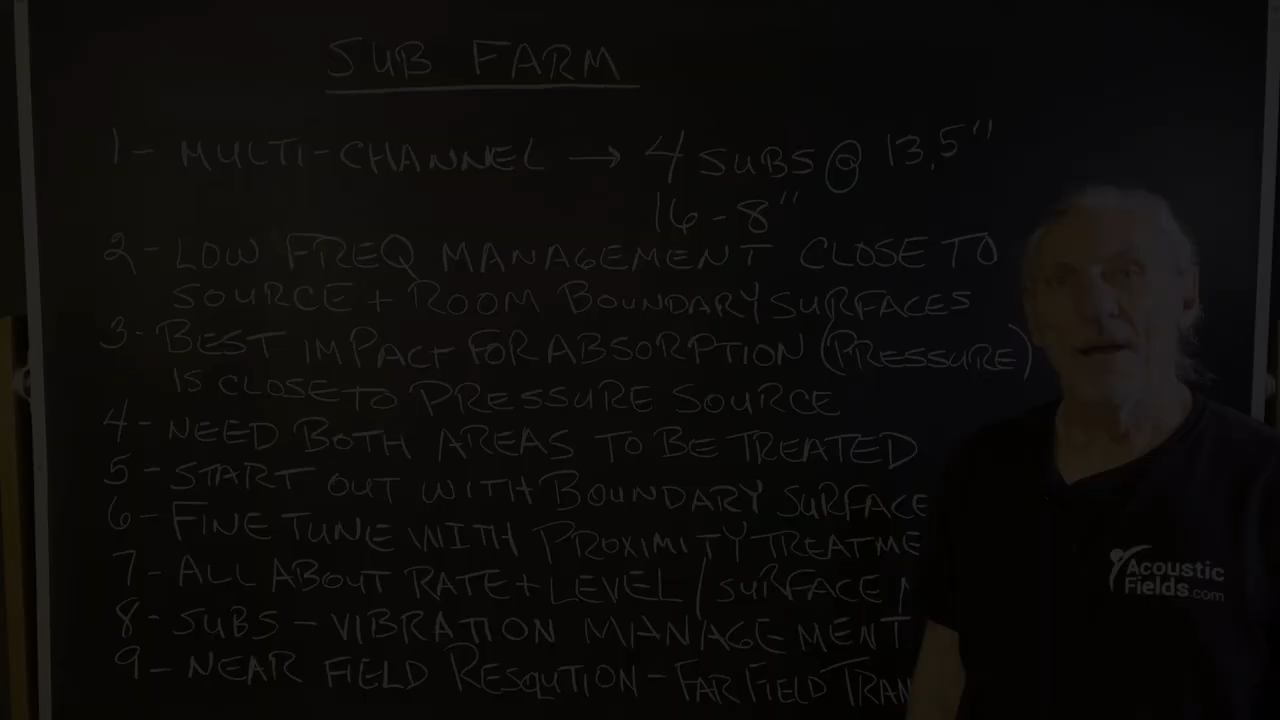 SUB FARM
1- MULTI-CHANNEL → 4 SUBS @ 13.5"
16-8"
2- LOW FREQ MANAGEMENT CLOSE TO
SOURCE + ROOM BOUNDARY SURFACES
3- BEST IMPACT FOR ABSORPTION (PRESSURE)
IS CLOSE TO PRESSURE SOURCE
4- NEED BOTH AREAS TO BE TREATED
5- START OUT WITH BOUNDARY SURFACE
6- FINE TUNE WITH PROXIMITY TREATME
7- ALL ABOUT RATE + LEVEL / SURFACE
8- SUBS - VIBRATION MANAGEMENT
9- NEAR FIELD RESOLUTION - FAR FIELD TRAN
Acoustic
Fields.com